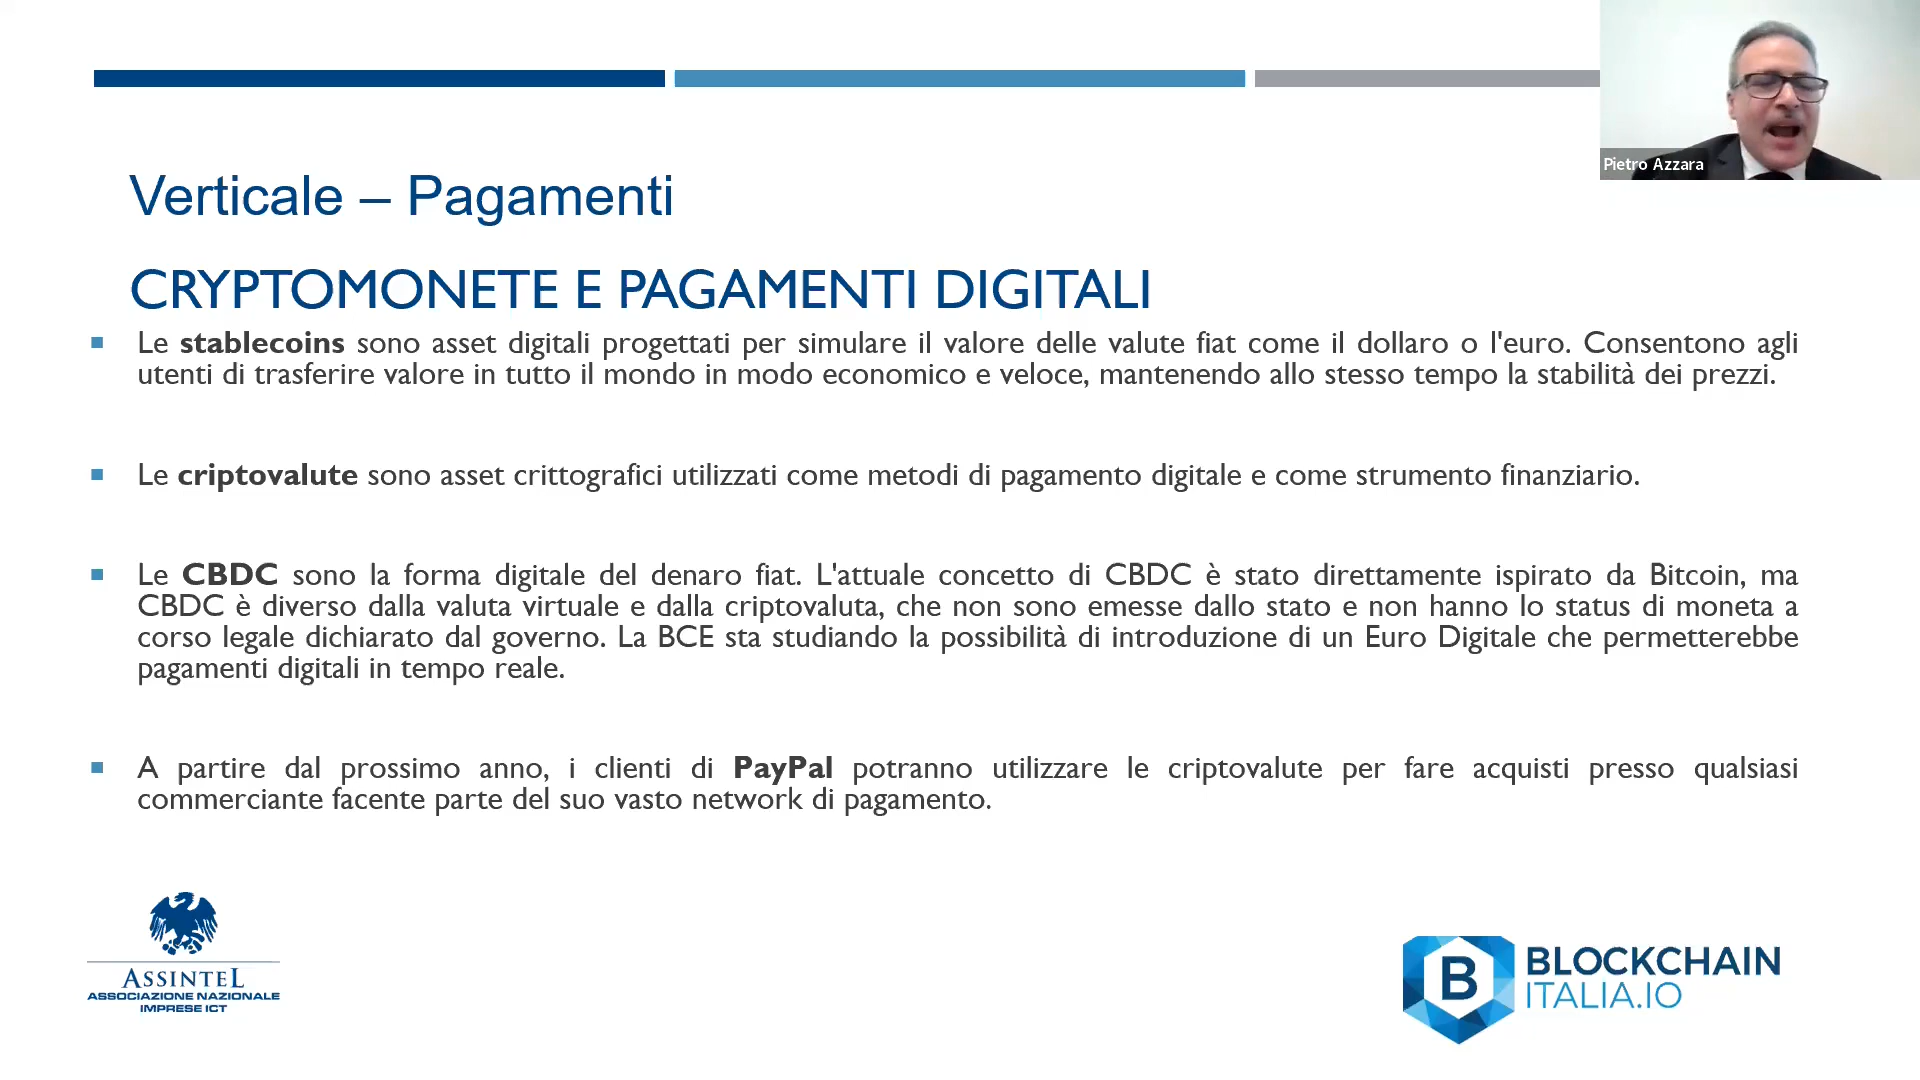 Pietro Azzara
Verticale – Pagamenti
CRYPTOMONETE E PAGAMENTI DIGITALI
Le stablecoins sono asset digitali progettati per simulare il valore delle valute fiat come il dollaro o l'euro. Consentono agli
utenti di trasferire valore in tutto il mondo in modo economico e veloce, mantenendo allo stesso tempo la stabilità dei prezzi.
Le criptovalute sono asset crittografici utilizzati come metodi di pagamento digitale e come strumento finanziario.
Le CBDC sono la forma digitale del denaro fiat. L'attuale concetto di CBDC è stato direttamente ispirato da Bitcoin, ma
CBDC è diverso dalla valuta virtuale e dalla criptovaluta, che non sono emesse dallo stato e non hanno lo status di moneta a
corso legale dichiarato dal governo. La BCE sta studiando la possibilità di introduzione di un Euro Digitale che permetterebbe
pagamenti digitali in tempo reale.
A partire dal prossimo anno, i clienti di PayPal potranno utilizzare le criptovalute per fare acquisti presso qualsiasi
commerciante facente parte del suo vasto network di pagamento.
ASSINTEL
ASSOCIAZIONE NAZIONALE
IMPRESE ICT
B
BLOCKCHAIN
ITALIA.IO